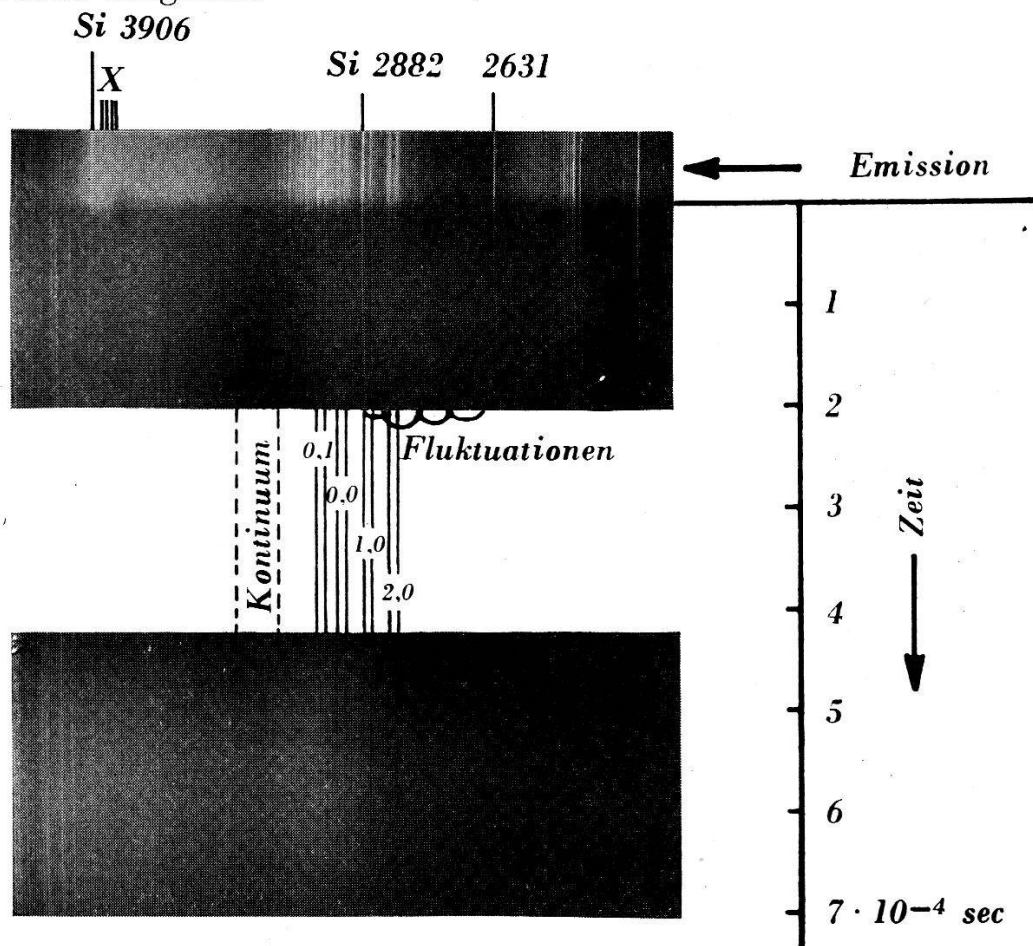 Si 3906
X
Si 2882 2631
Emission
1
2
Fluktuationen
0,1
Kontinuum
0,0
3
Zeit
1,0
2,0
4
5
6
7 · 10−4 sec